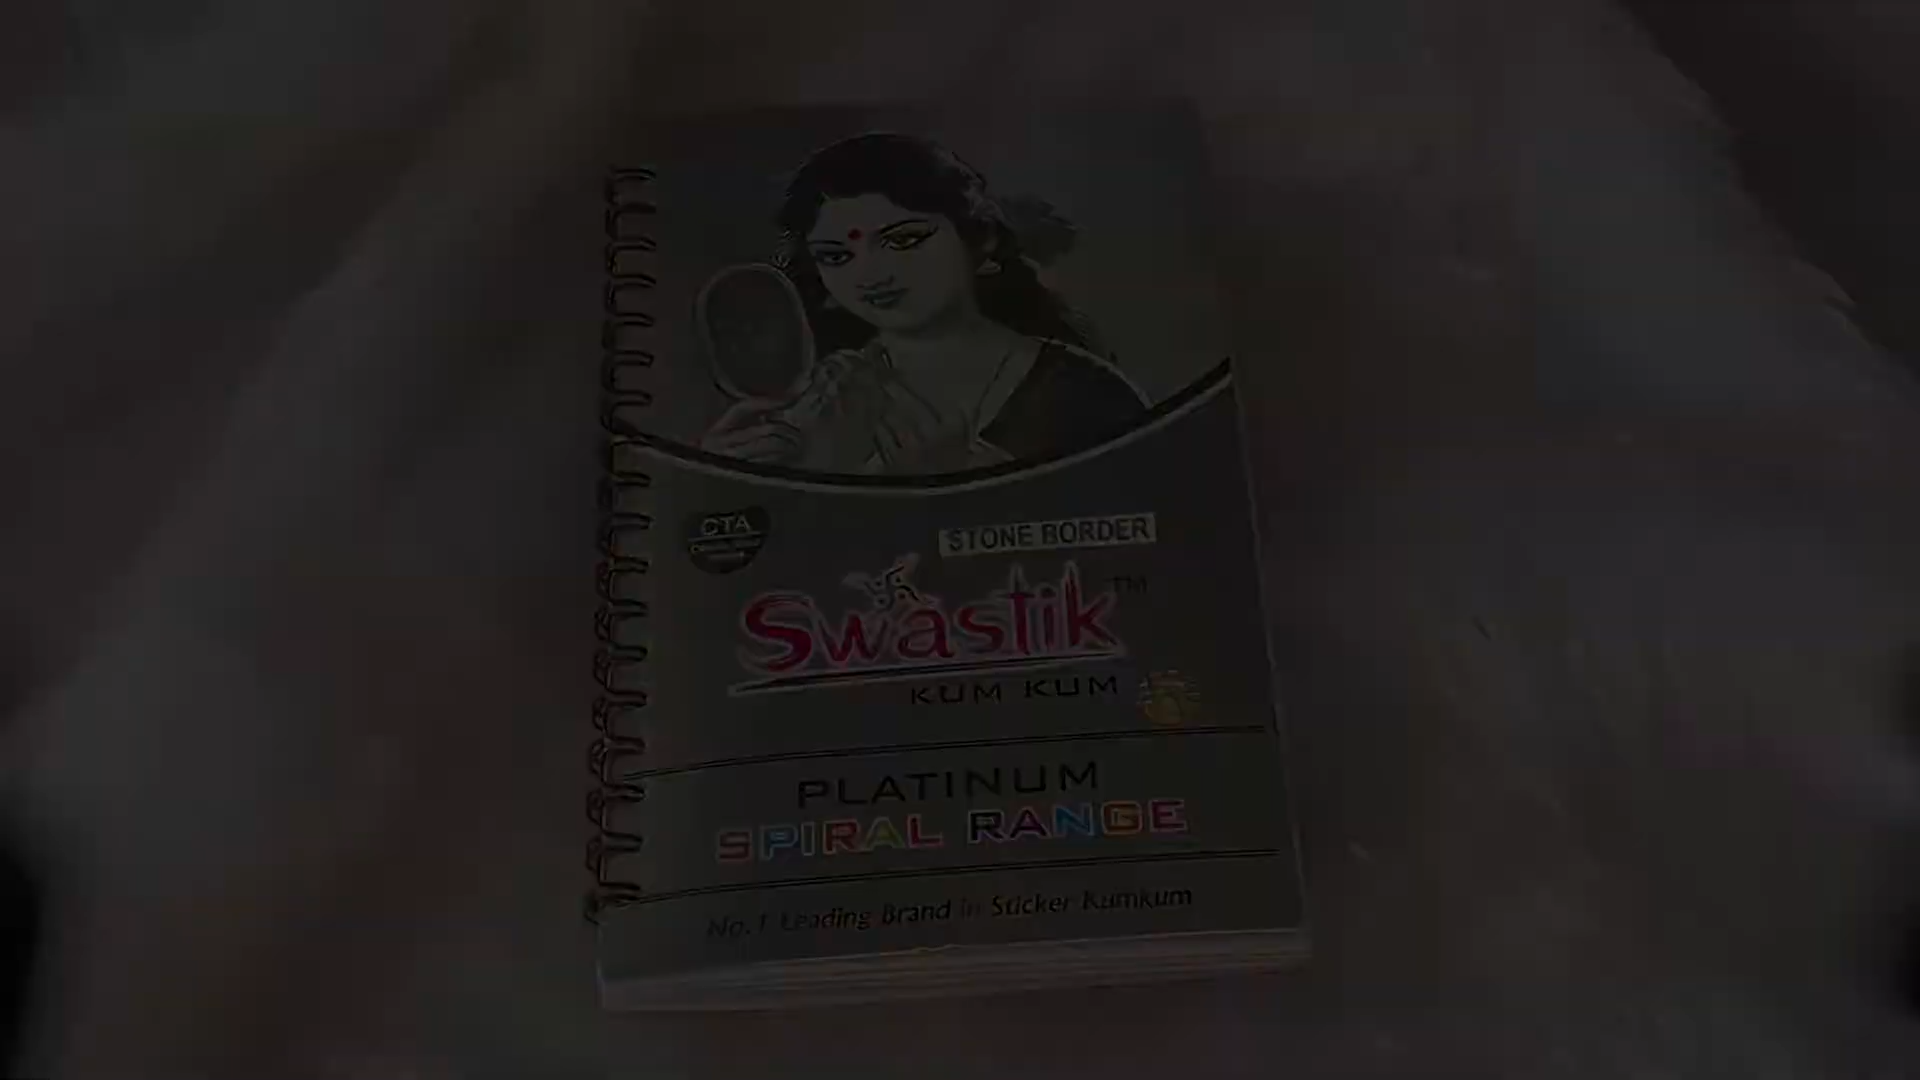 CTA
STONE BORDER
Swastik™
KUM KUM
PLATINUM
SPIRAL RANGE
No.1 Leading Brand in Sticker Kumkum